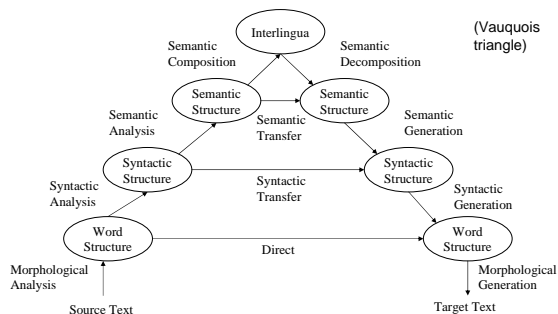 Interlingua
(Vauquois
triangle)
Semantic
Composition
Semantic
Decomposition
Semantic
Structure
Semantic
Structure
Semantic
Analysis
Semantic
Transfer
Semantic
Generation
Syntactic
Structure
Syntactic
Structure
Syntactic
Analysis
Syntactic
Transfer
Syntactic
Generation
Word
Structure
Word
Structure
Direct
Morphological
Analysis
Morphological
Generation
Source Text
Target Text